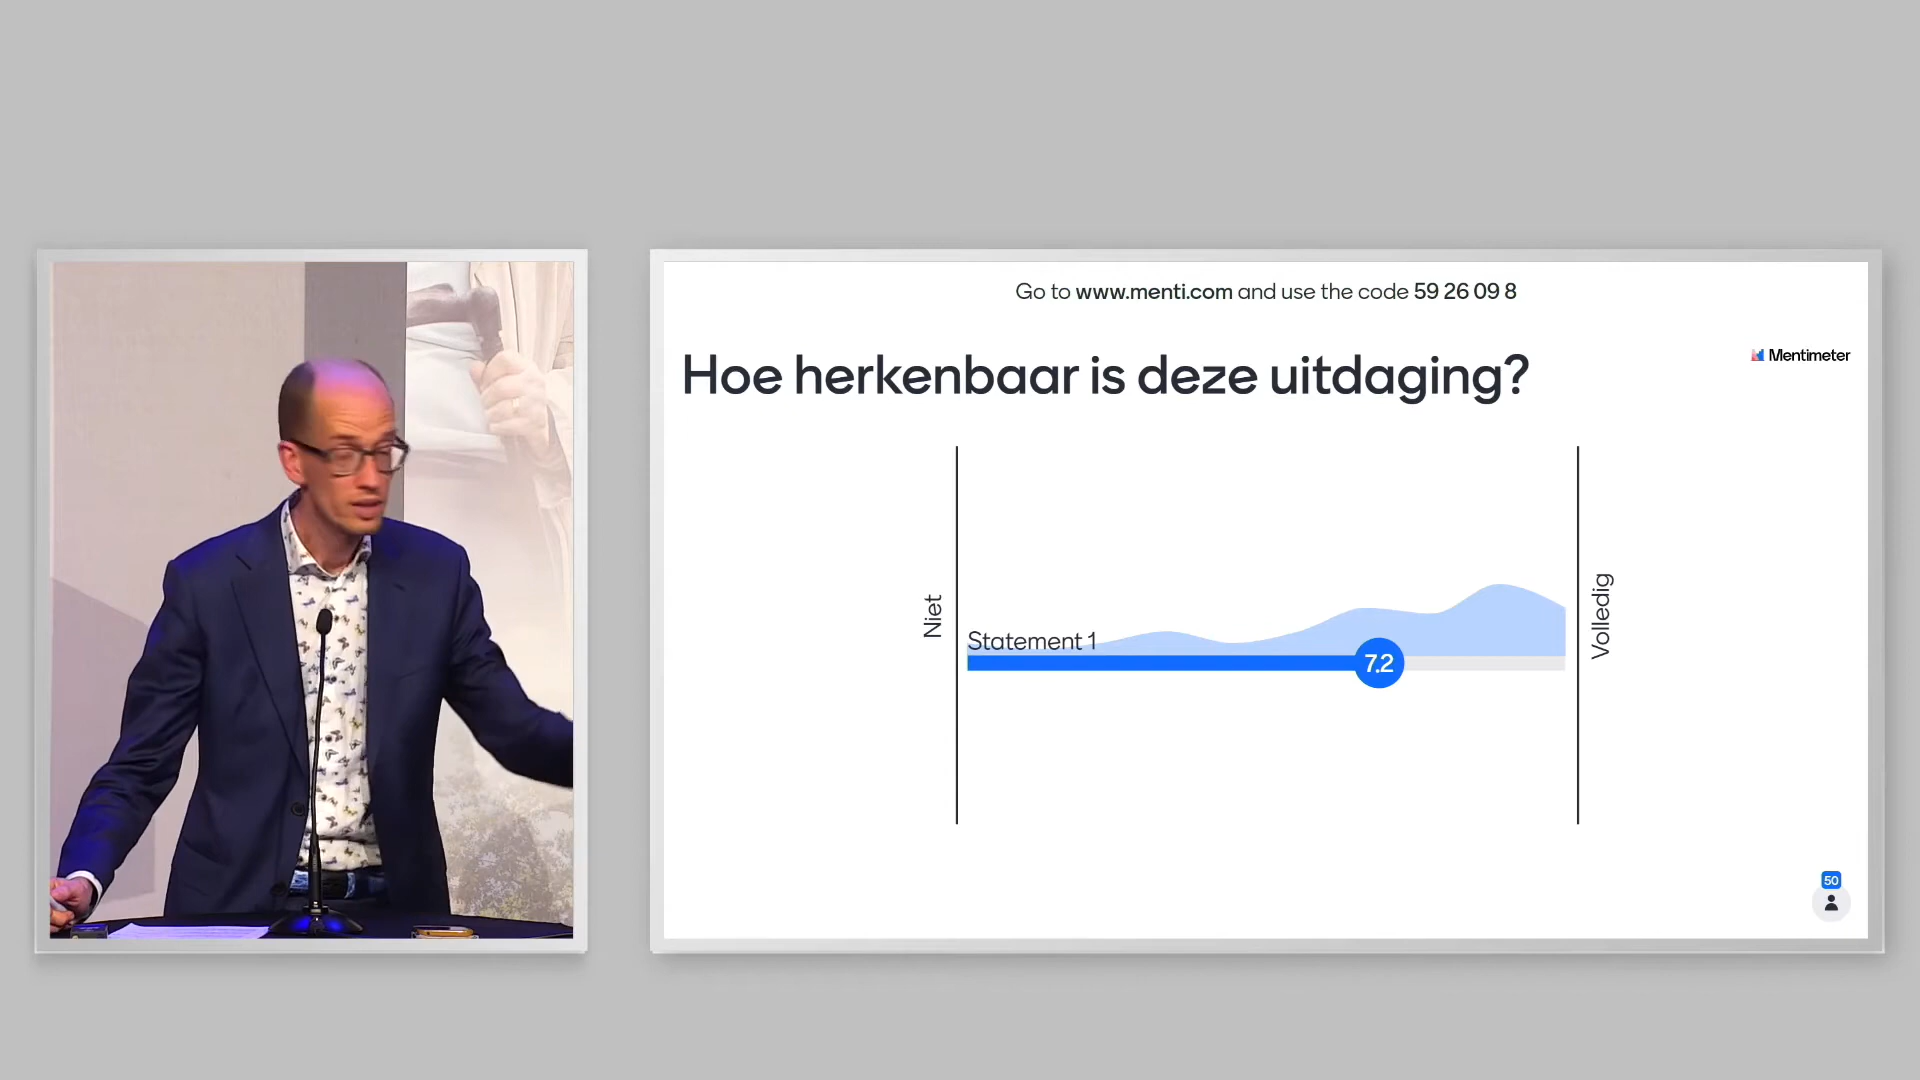 Go to www.menti.com and use the code 59 26 09 8
Hoe herkenbaar is deze uitdaging?
Mentimeter
Niet
Statement 1
7.2
Volledig
50